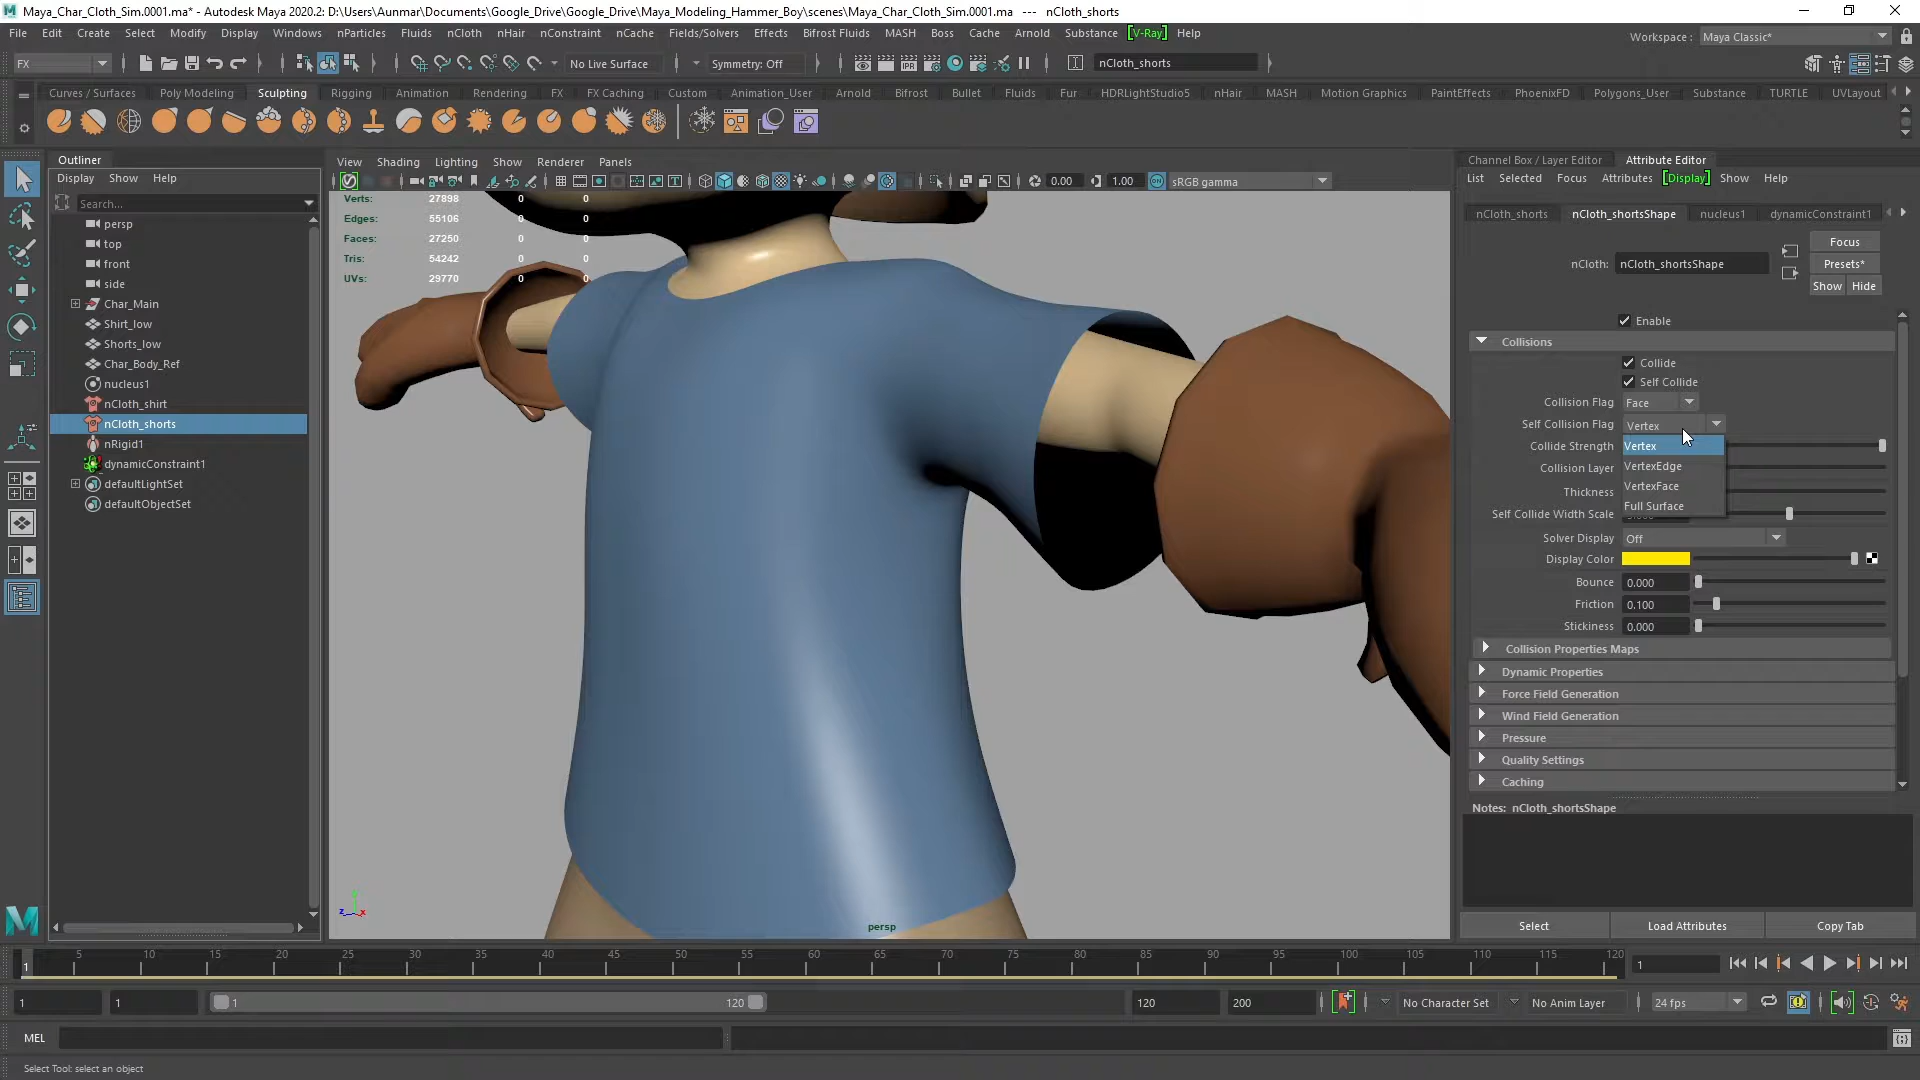 Maya_Char_Cloth_Sim.0001.ma* - Autodesk Maya 2020.2: D:\Users\Aunmar\Documents\Google_Drive\Google_Drive\Maya_Modeling_Hammer_Boy\scenes\Maya_Char_Cloth_Sim.0001.ma --- nCloth_shorts
File Edit Create Select Modify Display Windows nParticles Fluids nCloth nHair nConstraint nCache Fields/Solvers Effects Bifrost Fluids MASH Boss Cache Arnold Substance [V-Ray] Help
Workspace : Maya Classic*
FX No Live Surface Symmetry: Off IPR nCloth_shorts
Curves / Surfaces Poly Modeling Sculpting Rigging Animation Rendering FX FX Caching Custom Animation_User Arnold Bifrost Bullet Fluids Fur HDRLightStudio5 nHair MASH Motion Graphics PaintEffects PhoenixFD Polygons_User Substance TURTLE UVLayout
Outliner
Display Show Help
Search...
persp
top
front
side
Char_Main
Shirt_low
Shorts_low
Char_Body_Ref
nucleus1
nCloth_shirt
nCloth_shorts
nRigid1
dynamicConstraint1
defaultLightSet
defaultObjectSet
View Shading Lighting Show Renderer Panels
0.00 1.00 ON sRGB gamma
Verts: 27898 0 0
Edges: 55106 0 0
Faces: 27250 0 0
Tris: 54242 0 0
UVs: 29770 0 0
z x
persp
Channel Box / Layer Editor Attribute Editor
List Selected Focus Attributes [Display] Show Help
nCloth_shorts nCloth_shortsShape nucleus1 dynamicConstraint1
Focus
nCloth: nCloth_shortsShape Presets*
Show Hide
Enable
Collisions
Collide
Self Collide
Collision Flag Face
Self Collision Flag Vertex
Collide Strength Vertex
VertexEdge
Collision Layer
VertexFace
Thickness
Full Surface
Self Collide Width Scale
Solver Display Off
Display Color
Bounce 0.000
Friction 0.100
Stickiness 0.000
Collision Properties Maps
Dynamic Properties
Force Field Generation
Wind Field Generation
Pressure
Quality Settings
Caching
Notes: nCloth_shortsShape
Select Load Attributes Copy Tab
1 5 10 15 20 25 30 35 40 45 50 55 60 65 70 75 80 85 90 95 100 105 110 115 120 1
1 1 1 120 120 200 No Character Set No Anim Layer 24 fps
MEL
Select Tool: select an object